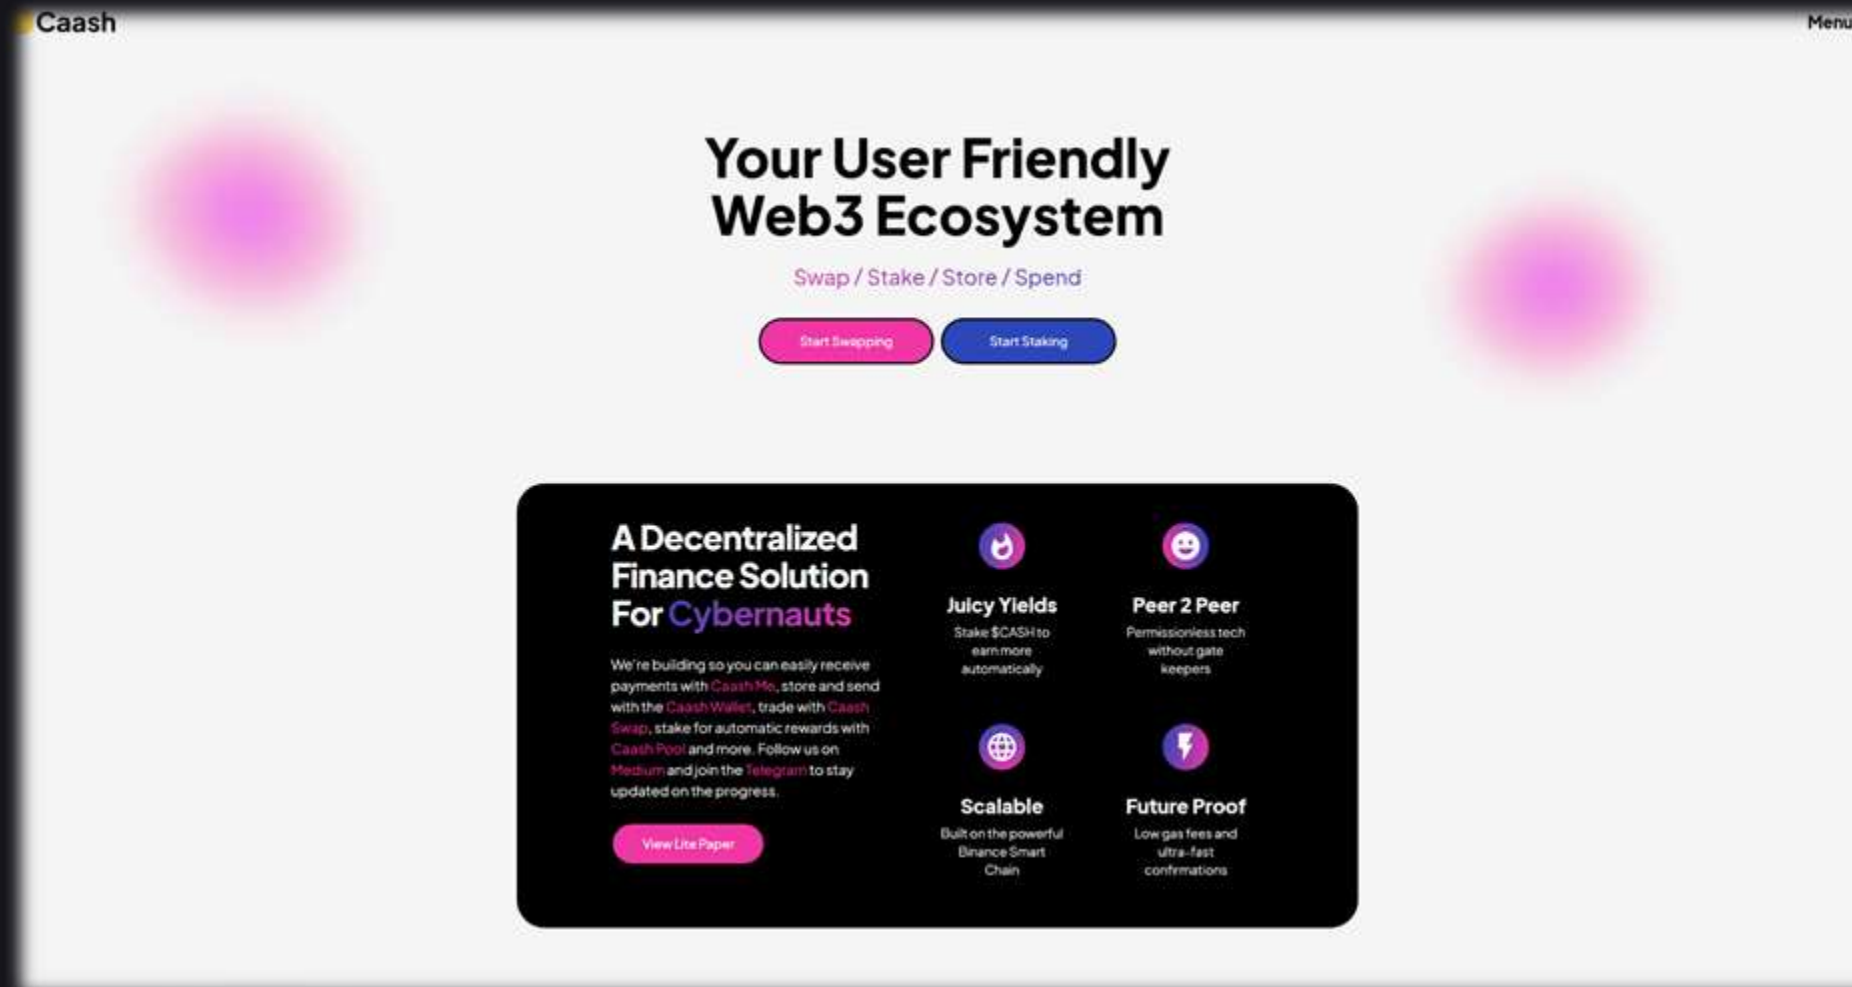 Caash
Menu
Your User Friendly
Web3 Ecosystem
Swap / Stake / Store / Spend
Start Swapping
Start Staking
A Decentralized
Finance Solution
For Cybernauts
We're building so you can easily receive
payments with Caash Me, store and send
with the Caash Wallet, trade with Caash
Swap, stake for automatic rewards with
Caash Pool and more. Follow us on
Medium and join the Telegram to stay
updated on the progress.
View Lite Paper
Juicy Yields
Stake $CASH to
earn more
automatically
Peer 2 Peer
Permissionless tech
without gate
keepers
Scalable
Built on the powerful
Binance Smart
Chain
Future Proof
Low gas fees and
ultra-fast
confirmations